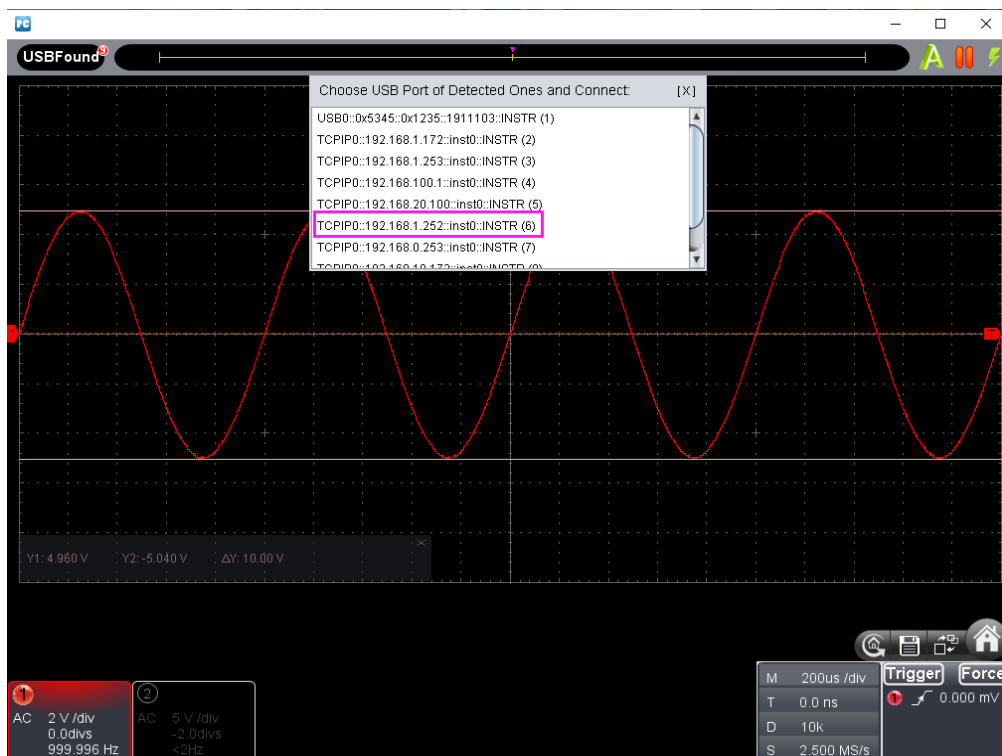 PC
USBFound 9
Choose USB Port of Detected Ones and Connect: [X]
USB0::0x5345::0x1235::1911103::INSTR (1)
TCPIP0::192.168.1.172::inst0::INSTR (2)
TCPIP0::192.168.1.253::inst0::INSTR (3)
TCPIP0::192.168.100.1::inst0::INSTR (4)
TCPIP0::192.168.20.100::inst0::INSTR (5)
TCPIP0::192.168.1.252::inst0::INSTR (6)
TCPIP0::192.168.0.253::inst0::INSTR (7)
T
Y1: 4.960 V Y2: -5.040 V ΔY: 10.00 V
1
AC 2 V /div
0.0divs
999.996 Hz
2
AC 5 V /div
-2.0divs
<2Hz
M 200us /div
T 0.0 ns
D 10k
S 2.500 MS/s
Trigger Force
1 0.000 mV